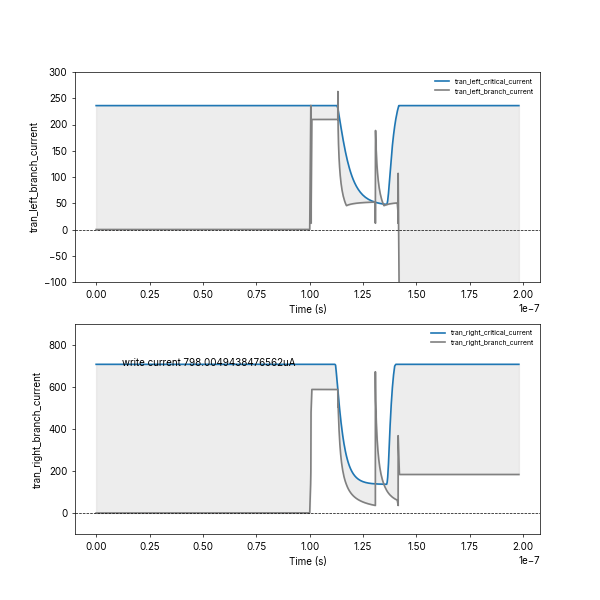 300
250
200
150
100
50
0
−50
−100
tran_left_branch_current
tran_left_critical_current
tran_left_branch_current
0.00 0.25 0.50 0.75 1.00 1.25 1.50 1.75 2.00
Time (s)
1e−7
800
600
400
200
0
tran_right_branch_current
tran_right_critical_current
tran_right_branch_current
write current 798.0049438476562uA
0.00 0.25 0.50 0.75 1.00 1.25 1.50 1.75 2.00
Time (s)
1e−7